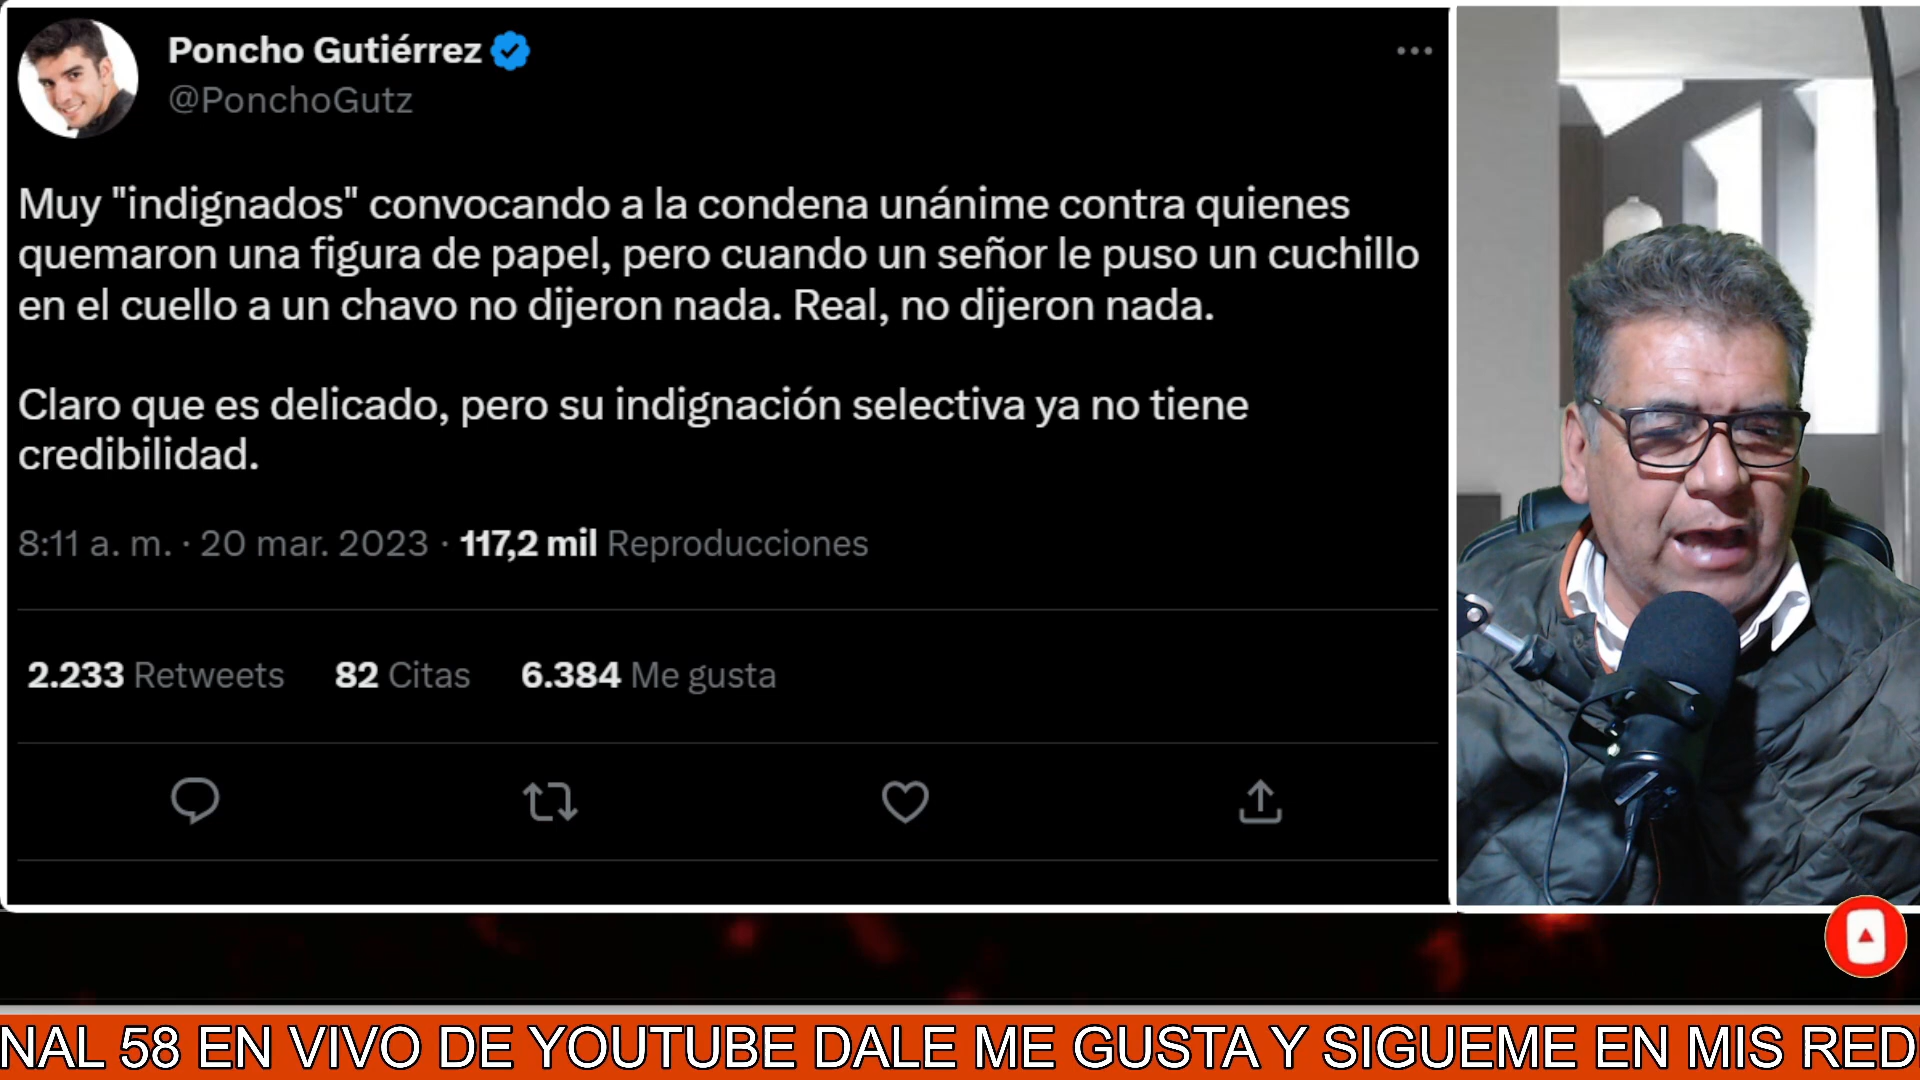 Poncho Gutiérrez
@PonchoGutz
Muy "indignados" convocando a la condena unánime contra quienes
quemaron una figura de papel, pero cuando un señor le puso un cuchillo
en el cuello a un chavo no dijeron nada. Real, no dijeron nada.
Claro que es delicado, pero su indignación selectiva ya no tiene
credibilidad.
8:11 a. m. · 20 mar. 2023 · 117,2 mil Reproducciones
2.233 Retweets 82 Citas 6.384 Me gusta
NAL 58 EN VIVO DE YOUTUBE DALE ME GUSTA Y SIGUEME EN MIS RED